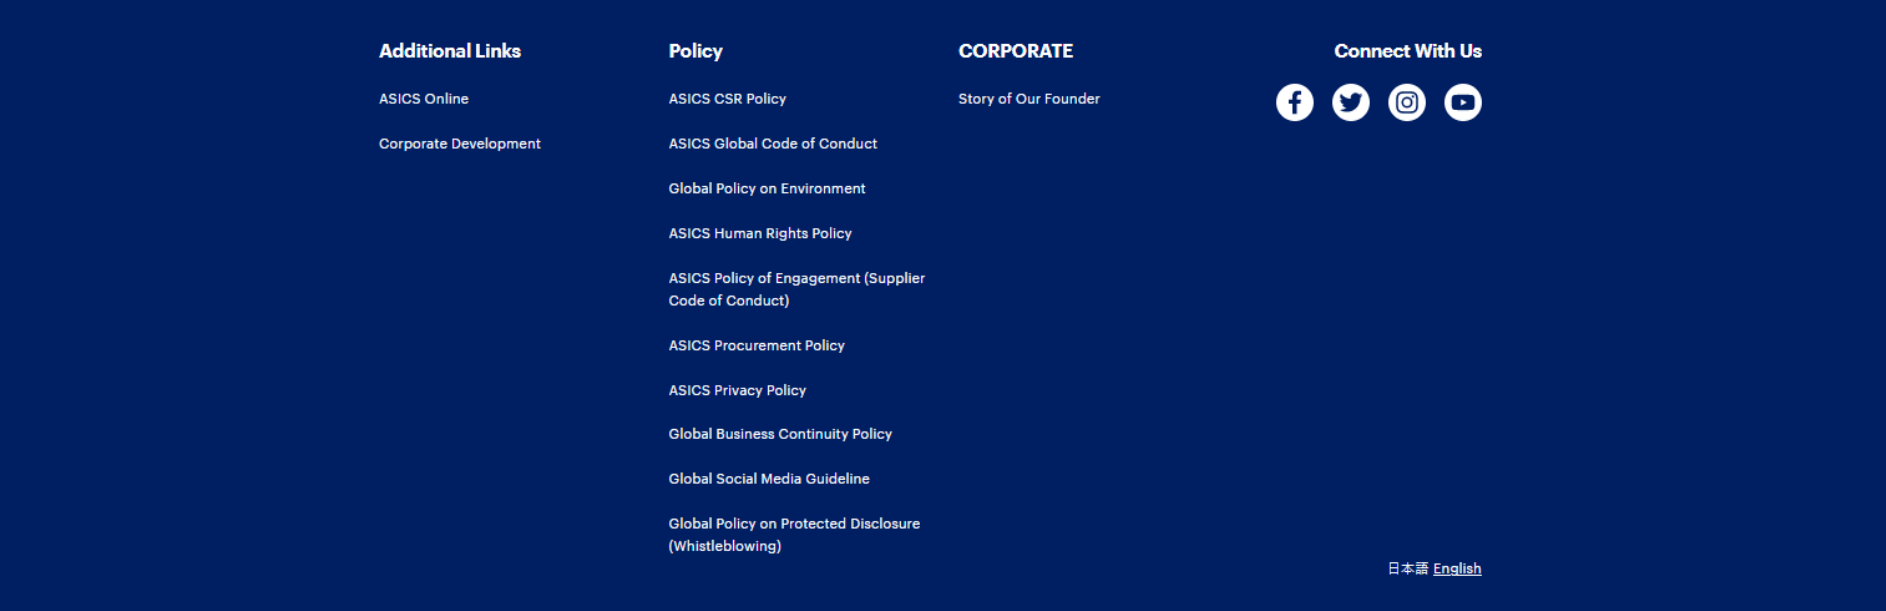 Additional Links
ASICS Online
Corporate Development
Policy
ASICS CSR Policy
ASICS Global Code of Conduct
Global Policy on Environment
ASICS Human Rights Policy
ASICS Policy of Engagement (Supplier
Code of Conduct)
ASICS Procurement Policy
ASICS Privacy Policy
Global Business Continuity Policy
Global Social Media Guideline
Global Policy on Protected Disclosure
(Whistleblowing)
CORPORATE
Story of Our Founder
Connect With Us
日本語 English